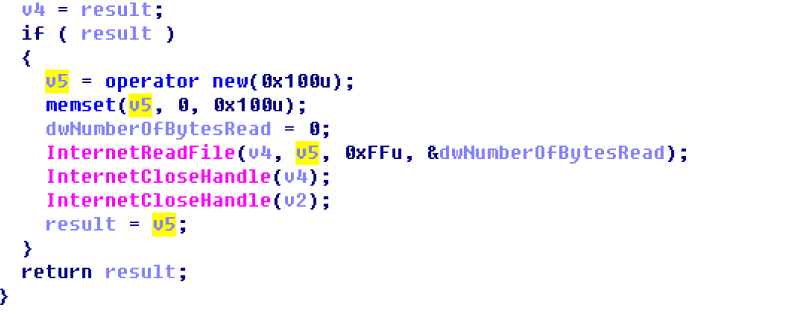 v4 = result;
if ( result )
{
v5 = operator new(0x100u);
memset(v5, 0, 0x100u);
dwNumberOfBytesRead = 0;
InternetReadFile(v4, v5, 0xFFu, &dwNumberOfBytesRead);
InternetCloseHandle(v4);
InternetCloseHandle(v2);
result = v5;
}
return result;
}